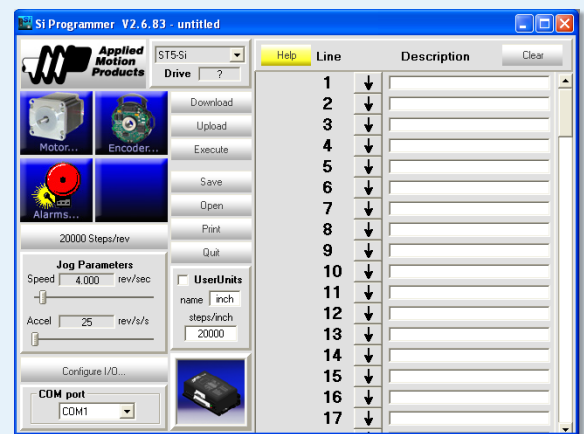 Si Programmer V2.6.83 - untitled
Applied
Motion
Products
ST5-Si
Drive ?
Help Line Description Clear
Motor...
Encoder...
Alarms...
20000 Steps/rev
Jog Parameters
Speed 4.000 rev/sec
Accel 25 rev/s/s
Configure I/O...
COM port
COM1
Download
Upload
Execute
Save
Open
Print
Quit
UserUnits
name inch
steps/inch
20000
1
2
3
4
5
6
7
8
9
10
11
12
13
14
15
16
17